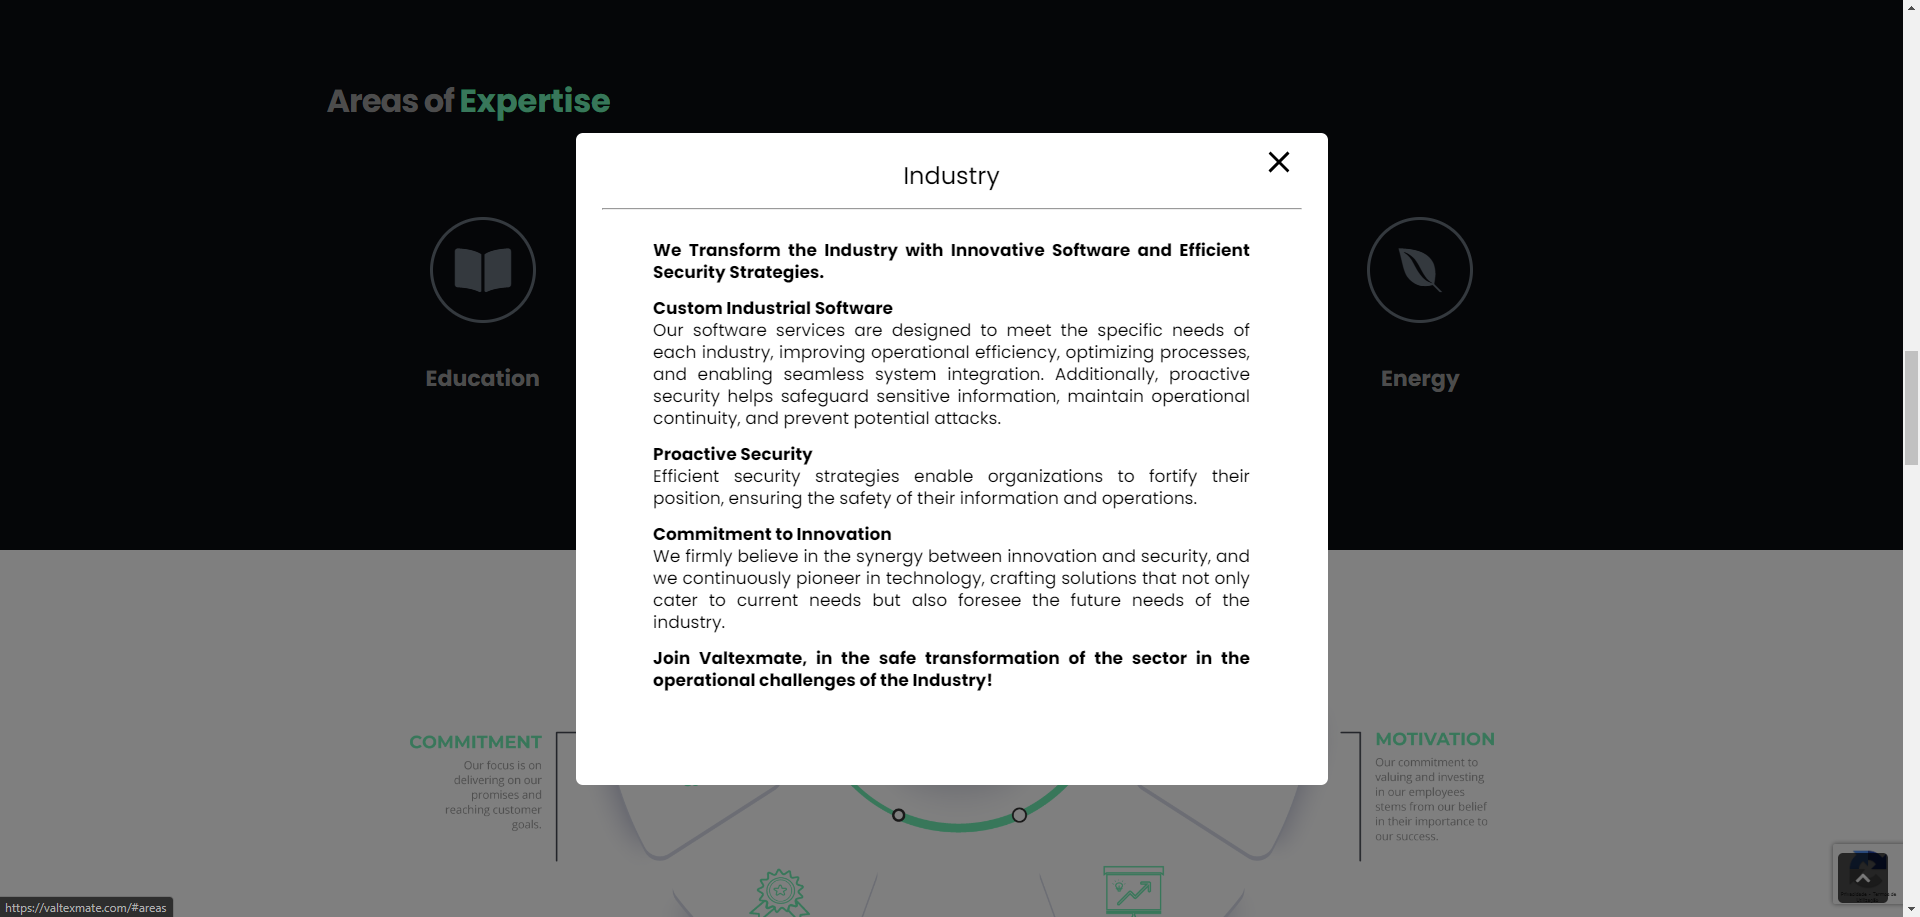 Areas of Expertise
Industry
We Transform the Industry with Innovative Software and Efficient
Security Strategies.
Custom Industrial Software
Our software services are designed to meet the specific needs of
each industry, improving operational efficiency, optimizing processes,
and enabling seamless system integration. Additionally, proactive
security helps safeguard sensitive information, maintain operational
continuity, and prevent potential attacks.
Proactive Security
Efficient security strategies enable organizations to fortify their
position, ensuring the safety of their information and operations.
Commitment to Innovation
We firmly believe in the synergy between innovation and security, and
we continuously pioneer in technology, crafting solutions that not only
cater to current needs but also foresee the future needs of the
industry.
Join Valtexmate, in the safe transformation of the sector in the
operational challenges of the Industry!
Education
Energy
COMMITMENT
Our focus is on
delivering on our
promises and
reaching customer
goals.
MOTIVATION
Our commitment to
valuing and investing
in our employees
stems from our belief
in their importance to
our success.
https://valtexmate.com/#areas